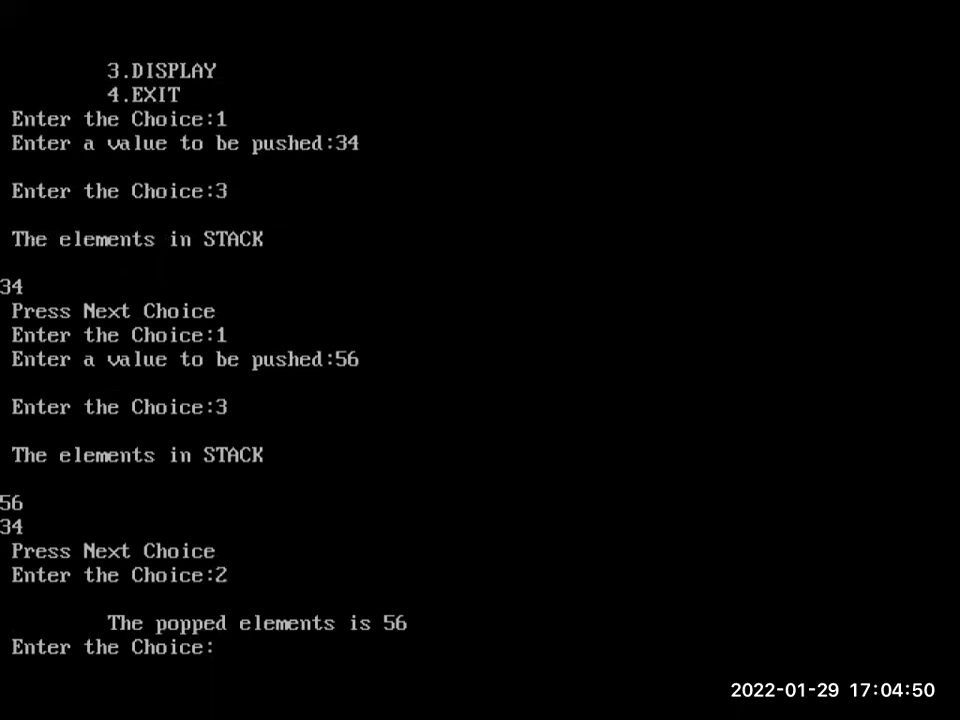 3.DISPLAY
4.EXIT
Enter the Choice:1
Enter a value to be pushed:34
Enter the Choice:3
The elements in STACK
34
Press Next Choice
Enter the Choice:1
Enter a value to be pushed:56
Enter the Choice:3
The elements in STACK
56
34
Press Next Choice
Enter the Choice:2
The popped elements is 56
Enter the Choice:
2022-01-29 17:04:50